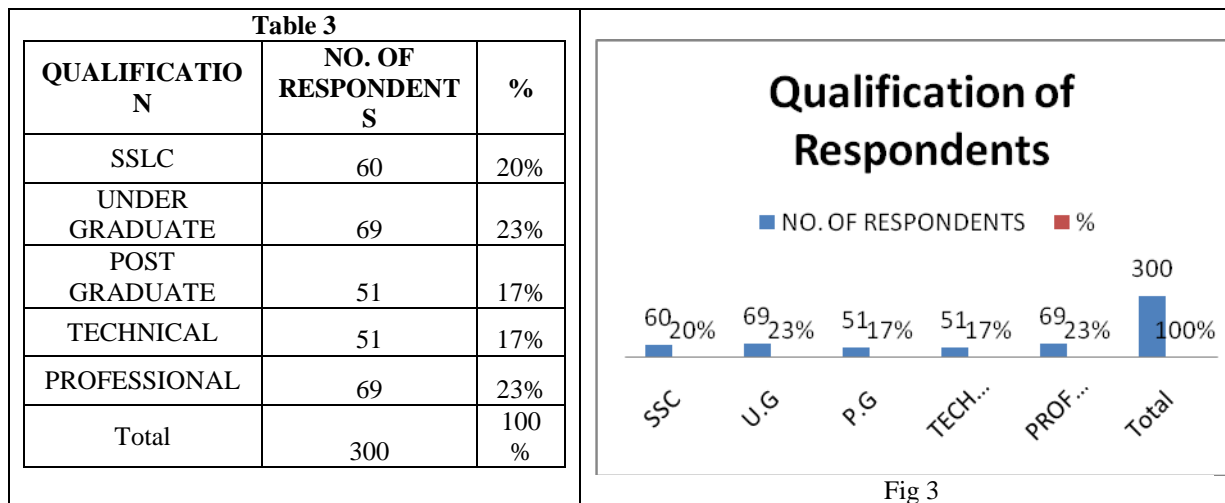 Table 3
QUALIFICATIO
N
NO. OF
RESPONDENT
S
%
SSLC
60
20%
UNDER
GRADUATE
69
23%
POST
GRADUATE
51
17%
TECHNICAL
51
17%
PROFESSIONAL
69
23%
Total
300
100
%
Qualification of
Respondents
NO. OF RESPONDENTS %
60 20% 69 23% 51 17% 51 17% 69 23% 300 100%
SSC U.G P.G TECH... PROF... Total
Fig 3